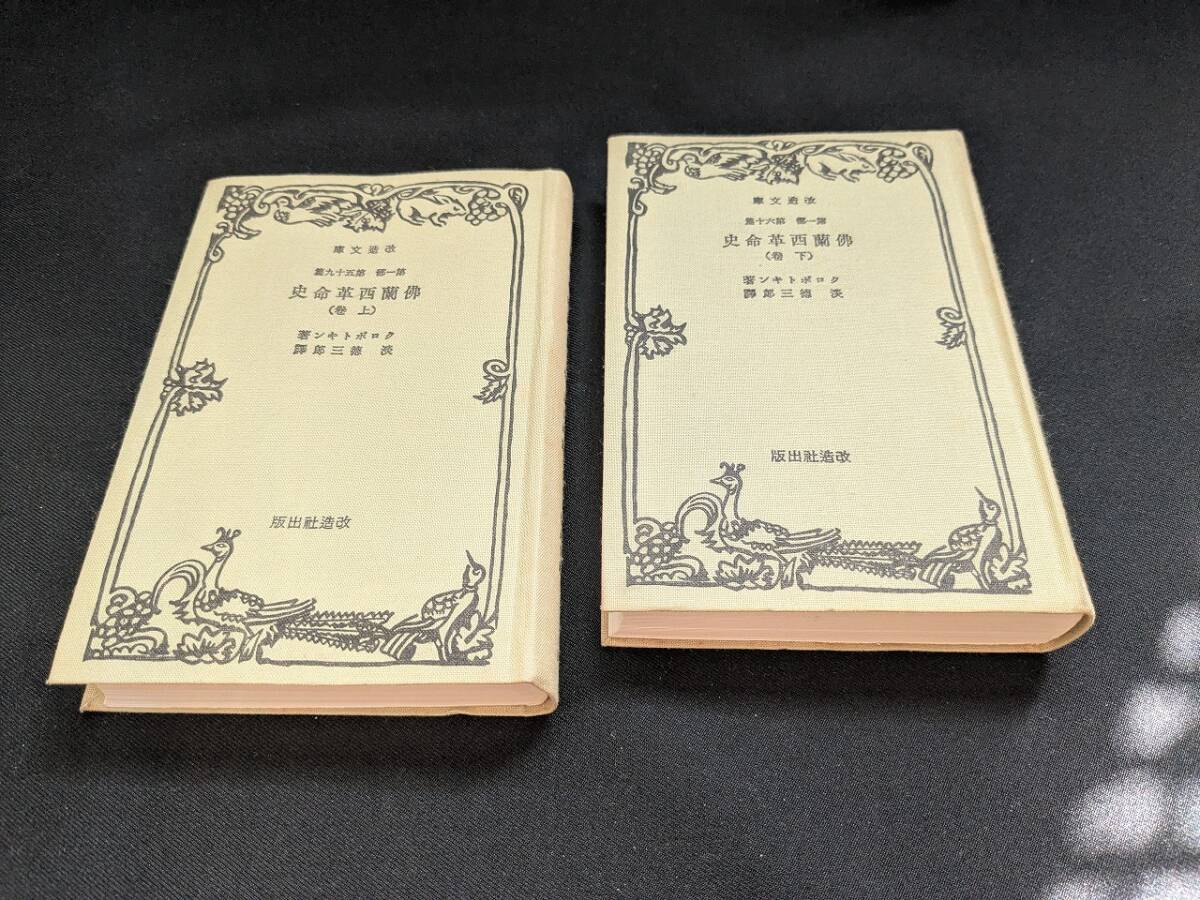 改造文庫
第一部 第五十九篇
佛蘭西革命史
(上 卷)
クロポトキン著
淡 德三郎譯
改造社出版
改造文庫
第一部 第六十篇
佛蘭西革命史
(下 卷)
クロポトキン著
淡 德三郎譯
改造社出版